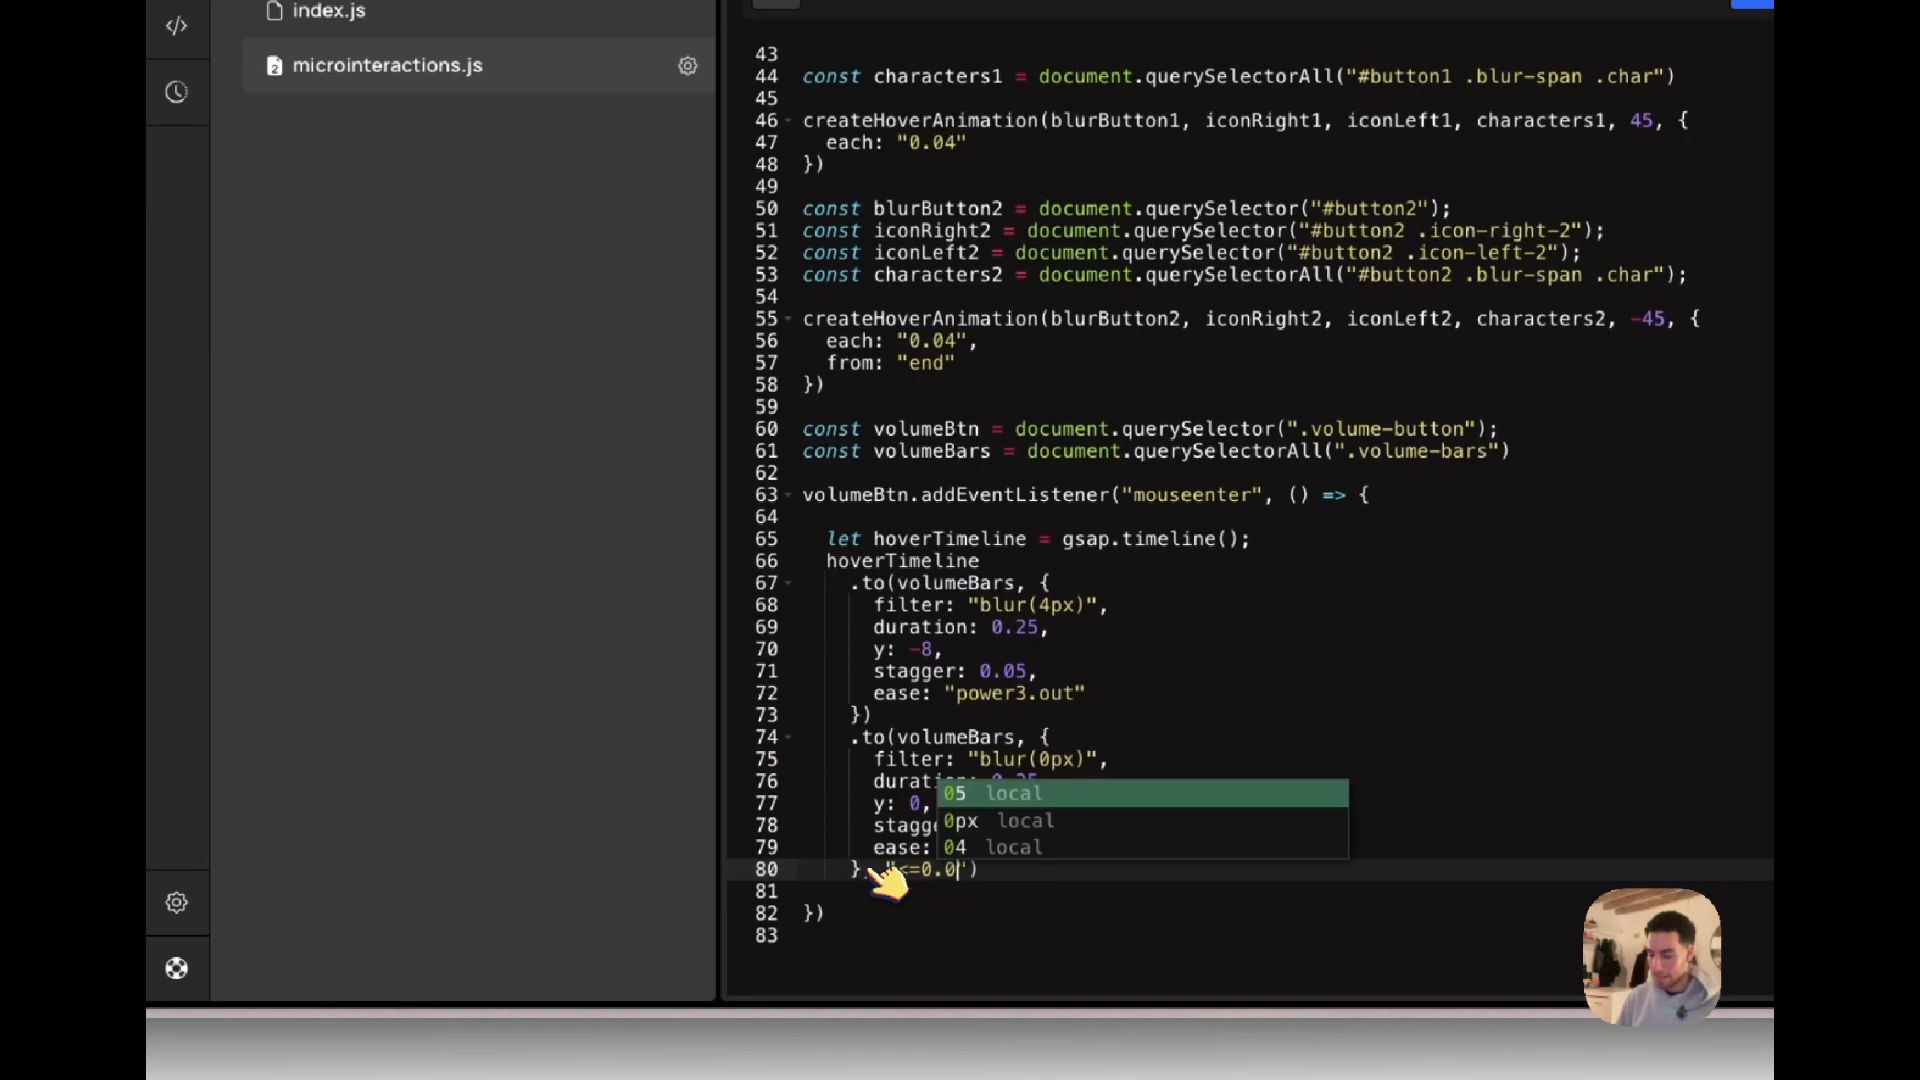 index.js
microinteractions.js
43
44 const characters1 = document.querySelectorAll("#button1 .blur-span .char")
45
46 createHoverAnimation(blurButton1, iconRight1, iconLeft1, characters1, 45, {
47 each: "0.04"
48 })
49
50 const blurButton2 = document.querySelector("#button2");
51 const iconRight2 = document.querySelector("#button2 .icon-right-2");
52 const iconLeft2 = document.querySelector("#button2 .icon-left-2");
53 const characters2 = document.querySelectorAll("#button2 .blur-span .char");
54
55 createHoverAnimation(blurButton2, iconRight2, iconLeft2, characters2, -45, {
56 each: "0.04",
57 from: "end"
58 })
59
60 const volumeBtn = document.querySelector(".volume-button");
61 const volumeBars = document.querySelectorAll(".volume-bars")
62
63 volumeBtn.addEventListener("mouseenter", () => {
64
65 let hoverTimeline = gsap.timeline();
66 hoverTimeline
67 .to(volumeBars, {
68 filter: "blur(4px)",
69 duration: 0.25,
70 y: -8,
71 stagger: 0.05,
72 ease: "power3.out"
73 })
74 .to(volumeBars, {
75 filter: "blur(0px)",
76
77 y: 0,
05 local
78
0px local
79 ease:
04 local
80 }, "<=0.0")
81
82 })
83